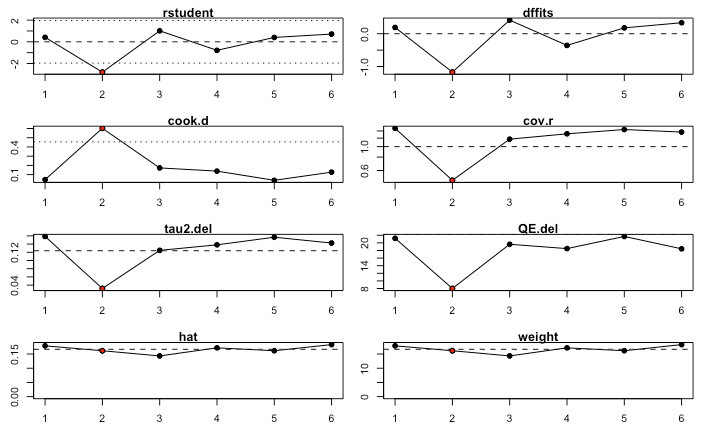 rstudent
2
0
-2
1 2 3 4 5 6
dffits
0.0
-1.0
1 2 3 4 5 6
cook.d
0.4
0.1
1 2 3 4 5 6
cov.r
1.0
0.6
1 2 3 4 5 6
tau2.del
0.12
0.04
1 2 3 4 5 6
QE.del
20
14
8
1 2 3 4 5 6
hat
0.15
0.00
1 2 3 4 5 6
weight
10
0
1 2 3 4 5 6